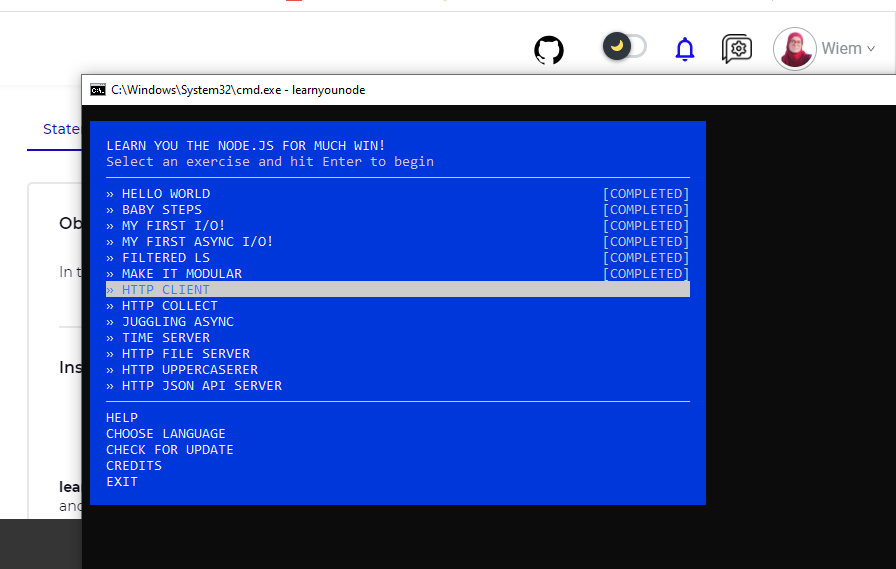 Wiem
C:\Windows\System32\cmd.exe - learnyounode
State
LEARN YOU THE NODE.JS FOR MUCH WIN!
Select an exercise and hit Enter to begin
» HELLO WORLD [COMPLETED]
» BABY STEPS [COMPLETED]
» MY FIRST I/O! [COMPLETED]
» MY FIRST ASYNC I/O! [COMPLETED]
» FILTERED LS [COMPLETED]
» MAKE IT MODULAR [COMPLETED]
» HTTP CLIENT
» HTTP COLLECT
» JUGGLING ASYNC
» TIME SERVER
» HTTP FILE SERVER
» HTTP UPPERCASERER
» HTTP JSON API SERVER
HELP
CHOOSE LANGUAGE
CHECK FOR UPDATE
CREDITS
EXIT
Ob
In t
Ins
lea
and